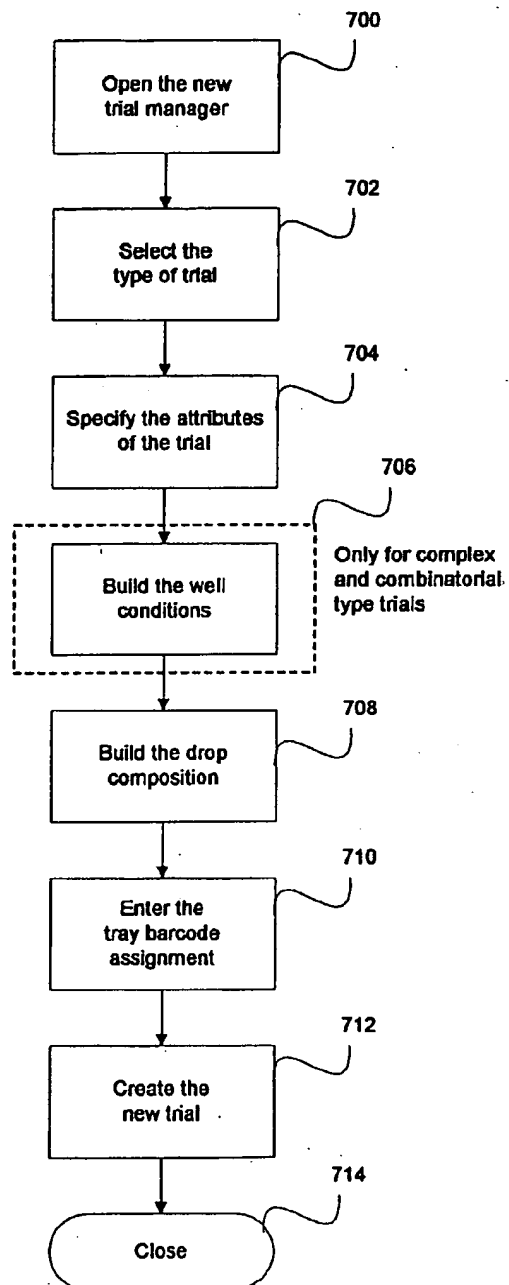 700
Open the new
trial manager
702
Select the
type of trial
704
Specify the attributes
of the trial
706
Only for complex
and combinatorial
type trials
Build the well
conditions
708
Build the drop
composition
710
Enter the
tray barcode
assignment
712
Create the
new trial
714
Close